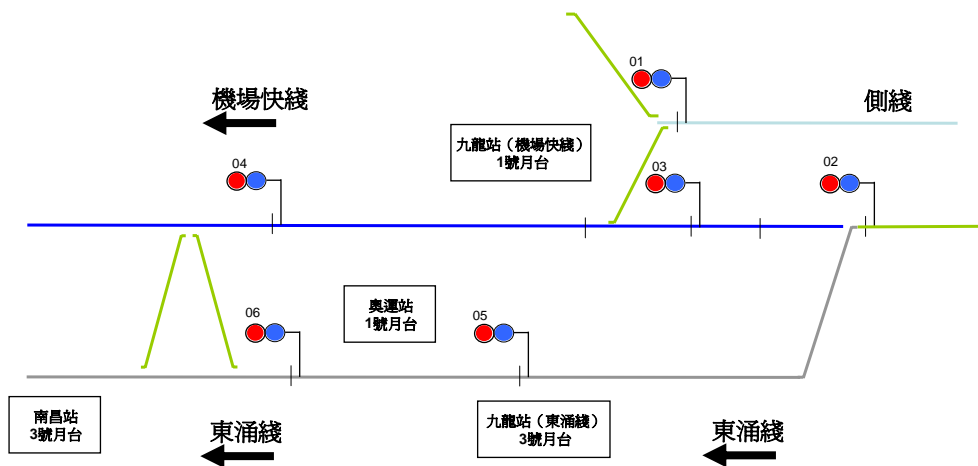 01
機場快綫
側綫
九龍站（機場快綫）
1號月台
04
03
02
奧運站
1號月台
06
05
南昌站
3號月台
東涌綫
九龍站（東涌綫）
3號月台
東涌綫